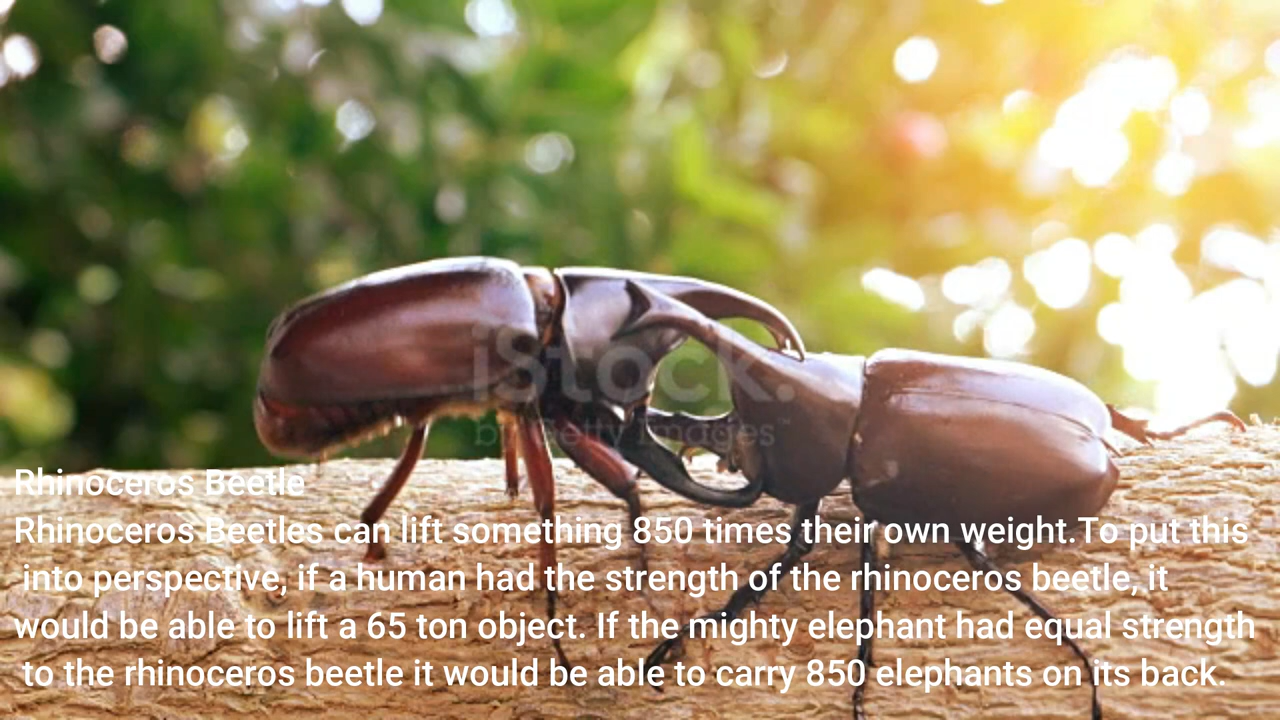 iStock.
by Getty Images™
Rhinoceros Beetle
Rhinoceros Beetles can lift something 850 times their own weight.To put this
into perspective, if a human had the strength of the rhinoceros beetle, it
would be able to lift a 65 ton object. If the mighty elephant had equal strength
to the rhinoceros beetle it would be able to carry 850 elephants on its back.